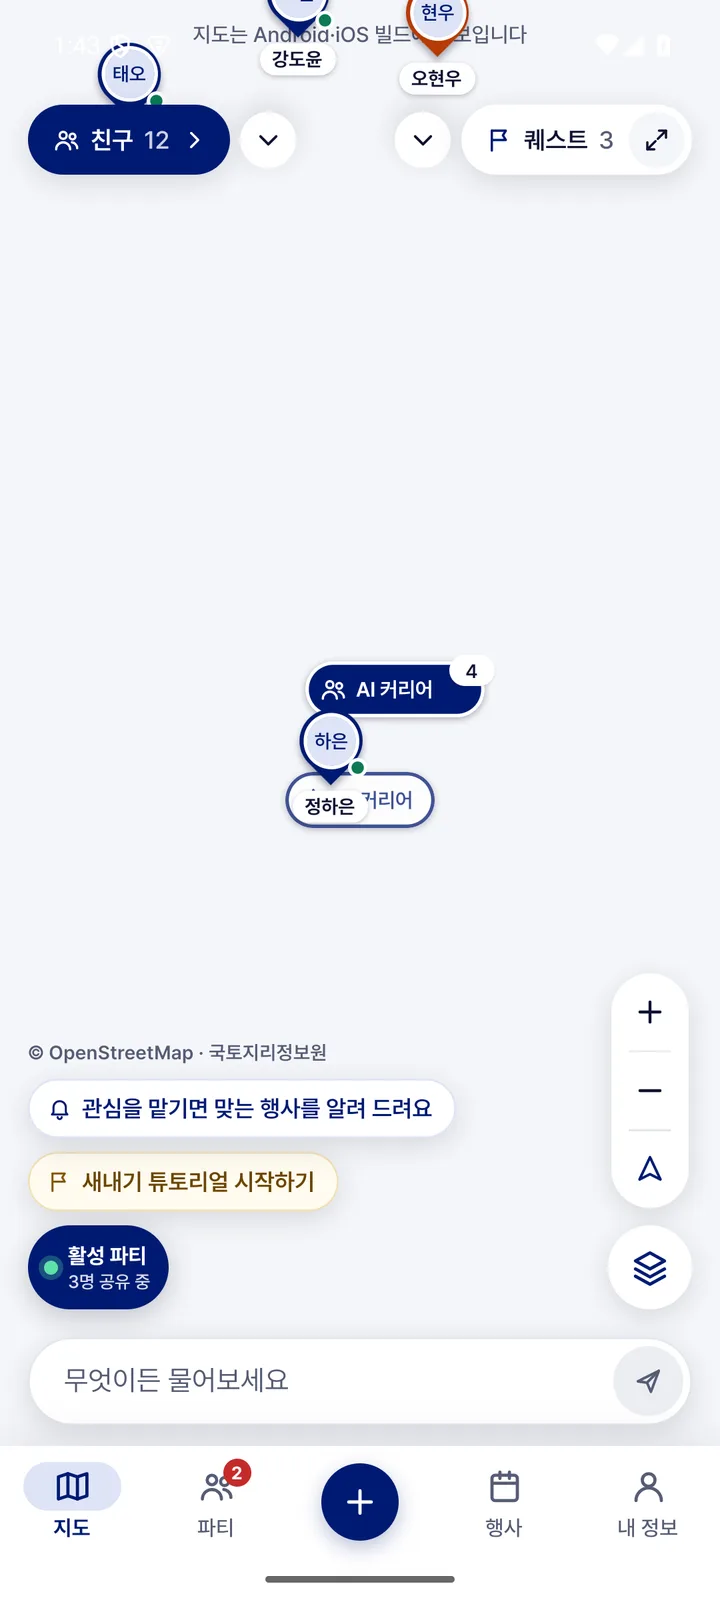 현우
1:43
지도는 Android·iOS 빌드 보입니다
강도윤
오현우
태오
친구 12
퀘스트 3
4
AI 커리어
하은
커리어
정하은
© OpenStreetMap · 국토지리정보원
관심을 맡기면 맞는 행사를 알려 드려요
새내기 튜토리얼 시작하기
활성 파티
3명 공유 중
무엇이든 물어보세요
2
지도
파티
행사
내 정보